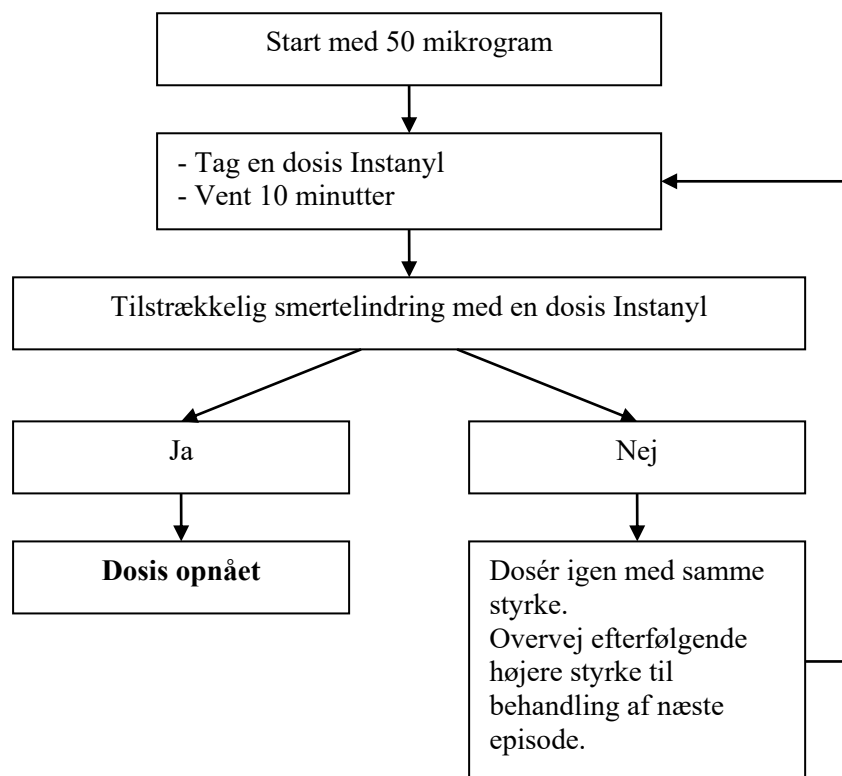 Start med 50 mikrogram
- Tag en dosis Instanyl
- Vent 10 minutter
Tilstrækkelig smertelindring med en dosis Instanyl
Ja
Nej
Dosis opnået
Dosér igen med samme
styrke.
Overvej efterfølgende
højere styrke til
behandling af næste
episode.